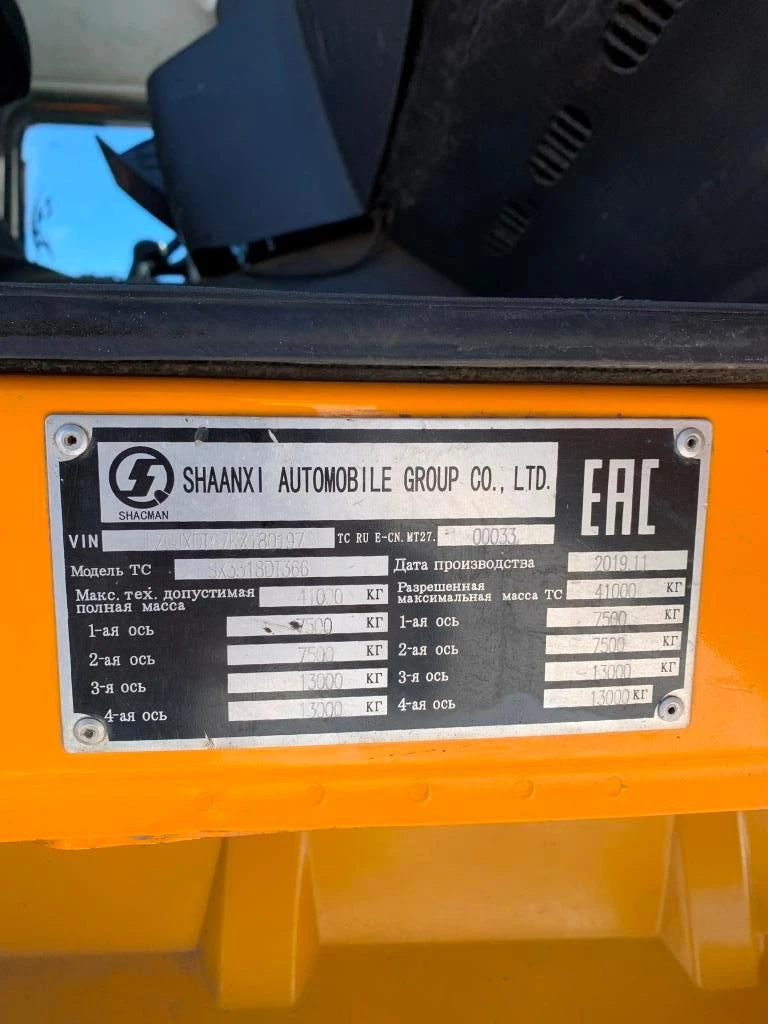 SHACMAN
SHAANXI AUTOMOBILE GROUP CO., LTD.
EAC
VIN TC RU E-CN. MT27. 00033
Модель ТС SX3318DT366 Дата производства 2019.11
Макс. тех. допустимая полная масса 41000 КГ Разрешенная максимальная масса ТС 41000 КГ
1-ая ось 7500 КГ 1-ая ось 7500 КГ
2-ая ось 7500 КГ 2-ая ось 7500 КГ
3-я ось 13000 КГ 3-я ось 13000 КГ
4-ая ось 13000 КГ 4-ая ось 13000 КГ